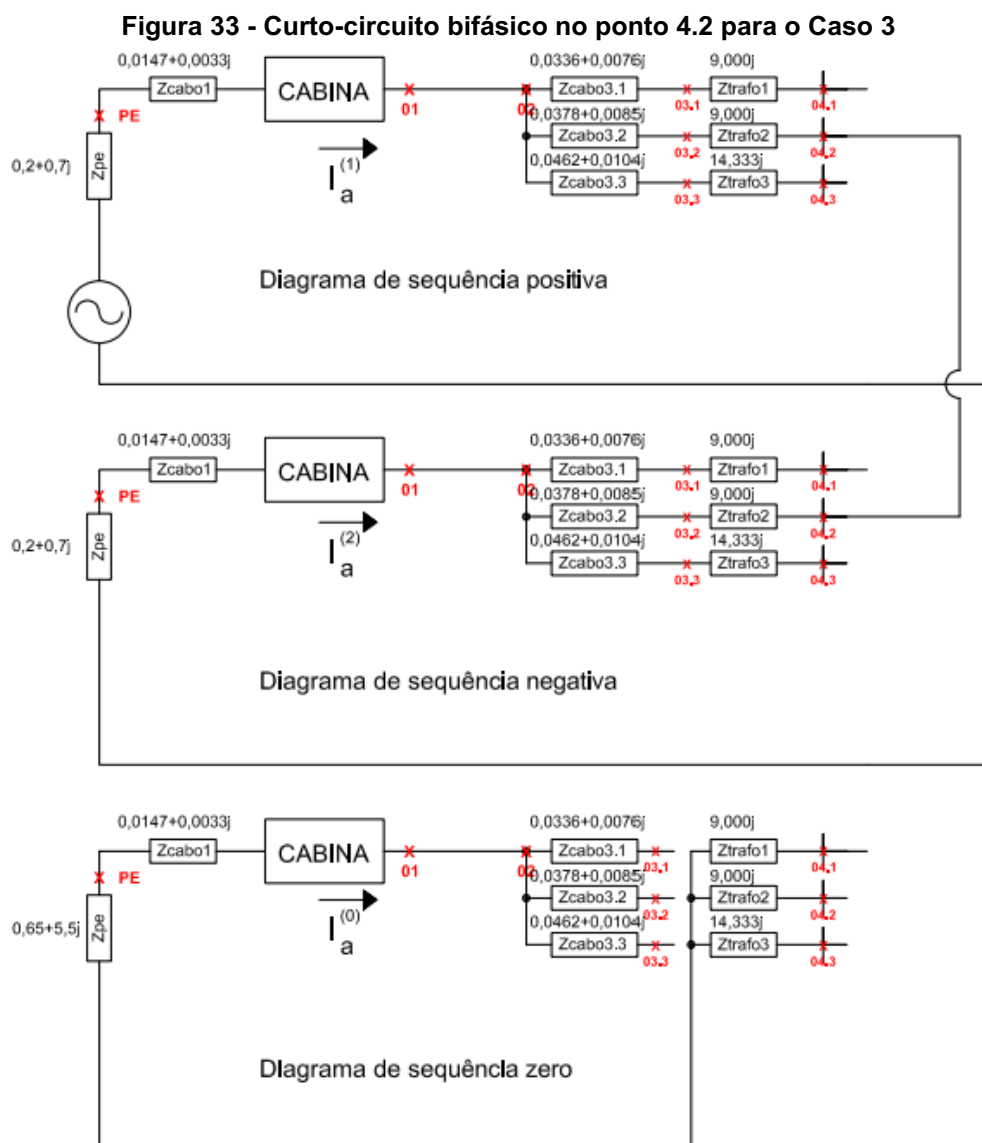 Figura 33 - Curto-circuito bifásico no ponto 4.2 para o Caso 3
0,0147+0,0033j
0,0336+0,0076j
9,000j
Zcabo1
CABINA
Zcabo3.1
Ztrafo1
PE
01
02
03.1
04.1
0,0378+0,0085j
9,000j
Zcabo3.2
Ztrafo2
03.2
04.2
0,2+0,7j
Zpe
I a (1)
0,0462+0,0104j
14,333j
Zcabo3.3
Ztrafo3
03.3
04.3
Diagrama de sequência positiva
0,0147+0,0033j
0,0336+0,0076j
9,000j
Zcabo1
CABINA
Zcabo3.1
Ztrafo1
PE
01
02
03.1
04.1
0,0378+0,0085j
9,000j
Zcabo3.2
Ztrafo2
03.2
04.2
0,2+0,7j
Zpe
I a (2)
0,0462+0,0104j
14,333j
Zcabo3.3
Ztrafo3
03.3
04.3
Diagrama de sequência negativa
0,0147+0,0033j
0,0336+0,0076j
9,000j
Zcabo1
CABINA
Zcabo3.1
Ztrafo1
PE
01
02
03.1
04.1
0,0378+0,0085j
9,000j
Zcabo3.2
Ztrafo2
03.2
04.2
0,65+5,5j
Zpe
I a (0)
0,0462+0,0104j
14,333j
Zcabo3.3
Ztrafo3
03.3
04.3
Diagrama de sequência zero